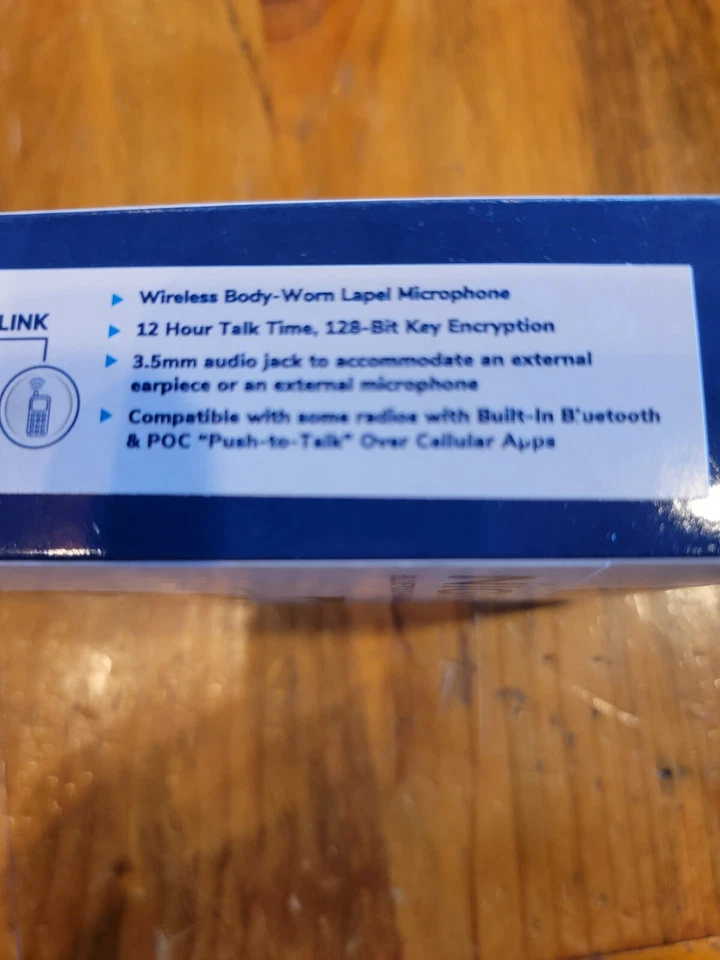 LINK
Wireless Body-Worn Lapel Microphone
12 Hour Talk Time, 128-Bit Key Encryption
3.5mm audio jack to accommodate an external
earpiece or an external microphone
Compatible with some radios with Built-In Bluetooth
& POC "Push-to-Talk" Over Cellular Apps